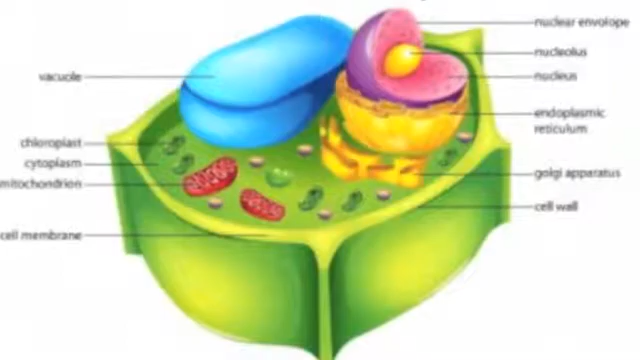 nuclear envelope
nucleolus
nucleus
endoplasmic
reticulum
golgi apparatus
cell wall
vacuole
chloroplast
cytoplasm
mitochondrion
cell membrane